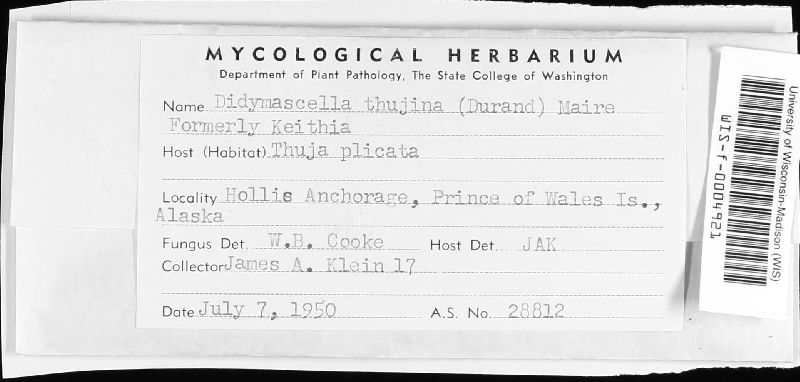 MYCOLOGICAL HERBARIUM
Department of Plant Pathology, The State College of Washington
Name Didymascella thujina (Durand) Maire
Formerly Keithia
Host (Habitat) Thuja plicata
Locality Hollis Anchorage, Prince of Wales Is.,
Alaska
Fungus Det. W.B. Cooke Host Det. JAK
Collector James A. Klein 17
Date July 7, 1950 A.S. No. 28812
University of Wisconsin-Madison (WIS)
WIS-f-0004921